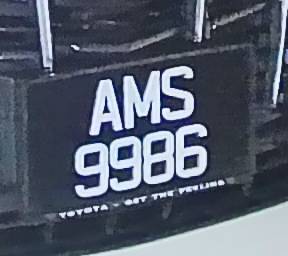 AMS
9986
TOYOTA - GET THE FEELING